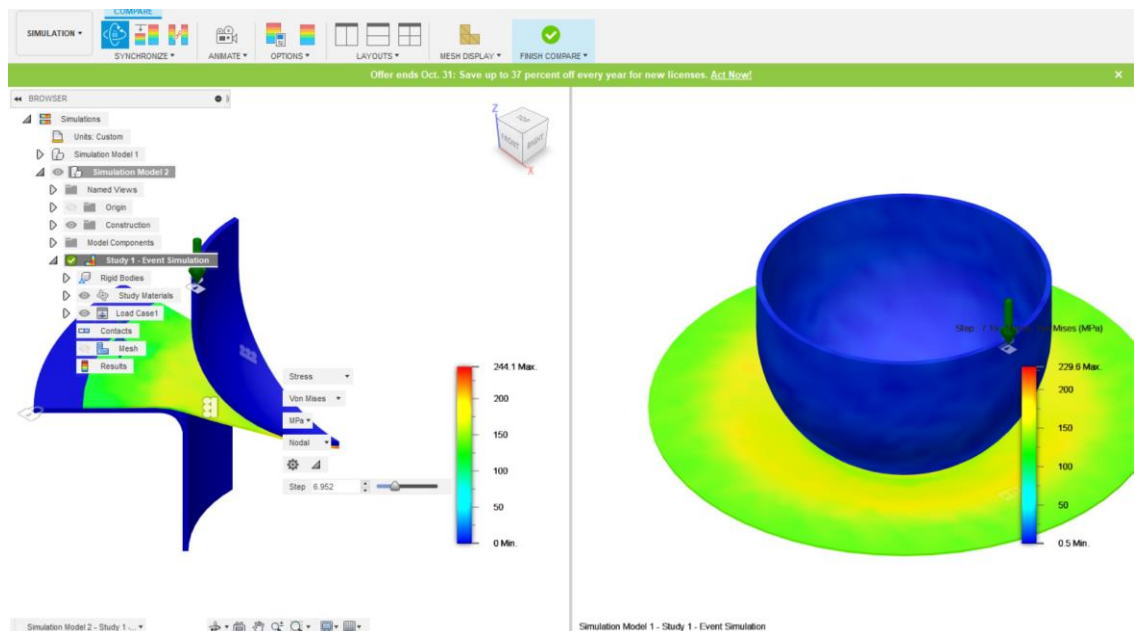 COMPARE
SIMULATION
SYNCHRONIZE
ANIMATE
OPTIONS
LAYOUTS
MESH DISPLAY
FINISH COMPARE
Offer ends Oct. 31: Save up to 37 percent off every year for new licenses. Act Now!
BROWSER
Simulations
Units: Custom
Simulation Model 1
Simulation Model 2
Named Views
Origin
Construction
Model Components
Study 1 - Event Simulation
Rigid Bodies
Study Materials
Load Case1
Contacts
Mesh
Results
Z
TOP
FRONT
RIGHT
X
Stress
Von Mises
MPa
Nodal
Step 6.952
244.1 Max.
200
150
100
50
0 Min.
Step
Mises (MPa)
229.6 Max.
200
150
100
50
0.5 Min.
Simulation Model 2 - Study 1 -...
Simulation Model 1 - Study 1 - Event Simulation